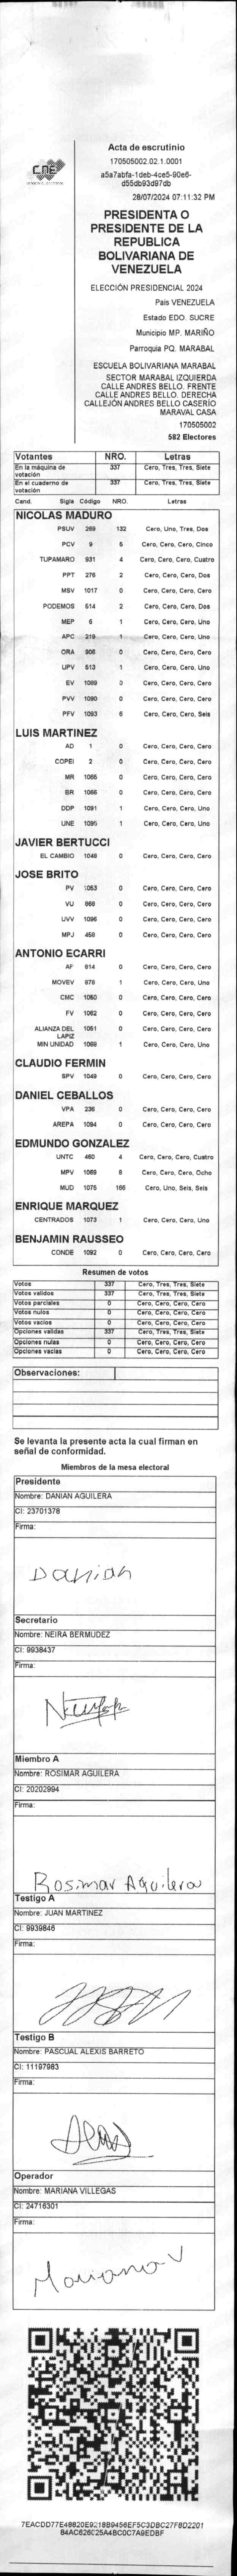 CNE
Acta de escrutinio
170505002.02.1.0001
a5a7abfa-1deb-4ce5-90e6-
d55db93d97db
28/07/2024 07:11:32 PM
PRESIDENTA O
PRESIDENTE DE LA
REPUBLICA
BOLIVARIANA DE
VENEZUELA
ELECCIÓN PRESIDENCIAL 2024
Pais VENEZUELA
Estado EDO. SUCRE
Municipio MP. MARIÑO
Parroquia PQ. MARABAL
ESCUELA BOLIVARIANA MARABAL
SECTOR MARABAL IZQUIERDA
CALLE ANDRES BELLO. FRENTE
CALLE ANDRES BELLO. DERECHA
CALLEJÓN ANDRES BELLO CASERÍO
MARAVAL CASA
170505002
582 Electores
Votantes NRO. Letras
En la máquina de votación 337 Cero, Tres, Tres, Siete
En el cuaderno de votación 337 Cero, Tres, Tres, Siete
Cand. Sigla Código NRO. Letras
NICOLAS MADURO
PSUV 269 132 Cero, Uno, Tres, Dos
PCV 9 5 Cero, Cero, Cero, Cinco
TUPAMARO 931 4 Cero, Cero, Cero, Cuatro
PPT 276 2 Cero, Cero, Cero, Dos
MSV 1017 0 Cero, Cero, Cero, Cero
PODEMOS 514 2 Cero, Cero, Cero, Dos
MEP 6 1 Cero, Cero, Cero, Uno
APC 219 1 Cero, Cero, Cero, Uno
ORA 906 0 Cero, Cero, Cero, Cero
UPV 513 1 Cero, Cero, Cero, Uno
EV 1089 0 Cero, Cero, Cero, Cero
PVV 1090 0 Cero, Cero, Cero, Cero
PFV 1093 6 Cero, Cero, Cero, Seis
LUIS MARTINEZ
AD 1 0 Cero, Cero, Cero, Cero
COPEI 2 0 Cero, Cero, Cero, Cero
MR 1065 0 Cero, Cero, Cero, Cero
BR 1066 0 Cero, Cero, Cero, Cero
DDP 1091 1 Cero, Cero, Cero, Uno
UNE 1095 1 Cero, Cero, Cero, Uno
JAVIER BERTUCCI
EL CAMBIO 1048 0 Cero, Cero, Cero, Cero
JOSE BRITO
PV 1053 0 Cero, Cero, Cero, Cero
VU 868 0 Cero, Cero, Cero, Cero
UVV 1096 0 Cero, Cero, Cero, Cero
MPJ 458 0 Cero, Cero, Cero, Cero
ANTONIO ECARRI
AP 814 0 Cero, Cero, Cero, Cero
MOVEV 878 1 Cero, Cero, Cero, Uno
CMC 1050 0 Cero, Cero, Cero, Cero
FV 1062 0 Cero, Cero, Cero, Cero
ALIANZA DEL LAPIZ 1051 0 Cero, Cero, Cero, Cero
MIN UNIDAD 1069 1 Cero, Cero, Cero, Uno
CLAUDIO FERMIN
SPV 1049 0 Cero, Cero, Cero, Cero
DANIEL CEBALLOS
VPA 236 0 Cero, Cero, Cero, Cero
AREPA 1094 0 Cero, Cero, Cero, Cero
EDMUNDO GONZALEZ
UNTC 460 4 Cero, Cero, Cero, Cuatro
MPV 1069 8 Cero, Cero, Cero, Ocho
MUD 1075 166 Cero, Uno, Seis, Seis
ENRIQUE MARQUEZ
CENTRADOS 1073 1 Cero, Cero, Cero, Uno
BENJAMIN RAUSSEO
CONDE 1092 0 Cero, Cero, Cero, Cero
Resumen de votos
Votos 337 Cero, Tres, Tres, Siete
Votos validos 337 Cero, Tres, Tres, Siete
Votos parciales 0 Cero, Cero, Cero, Cero
Votos nulos 0 Cero, Cero, Cero, Cero
Votos vacios 0 Cero, Cero, Cero, Cero
Opciones validas 337 Cero, Tres, Tres, Siete
Opciones nulas 0 Cero, Cero, Cero, Cero
Opciones vacias 0 Cero, Cero, Cero, Cero
Observaciones:
Se levanta la presente acta la cual firman en
señal de conformidad.
Miembros de la mesa electoral
Presidente
Nombre: DANIAN AGUILERA
CI: 23701378
Firma:
Danian
Secretario
Nombre: NEIRA BERMUDEZ
CI: 9938437
Firma:
Miembro A
Nombre: ROSIMAR AGUILERA
CI: 20202994
Firma:
Rosimar Aguilera
Testigo A
Nombre: JUAN MARTINEZ
CI: 9939846
Firma:
Testigo B
Nombre: PASCUAL ALEXIS BARRETO
CI: 11197983
Firma:
Operador
Nombre: MARIANA VILLEGAS
CI: 24716301
Firma:
Mariana V
7EACDD77E48820E9218B9456EF5C3DBC27F8D2201
84AC626C25A4BC0C7A9EDBF